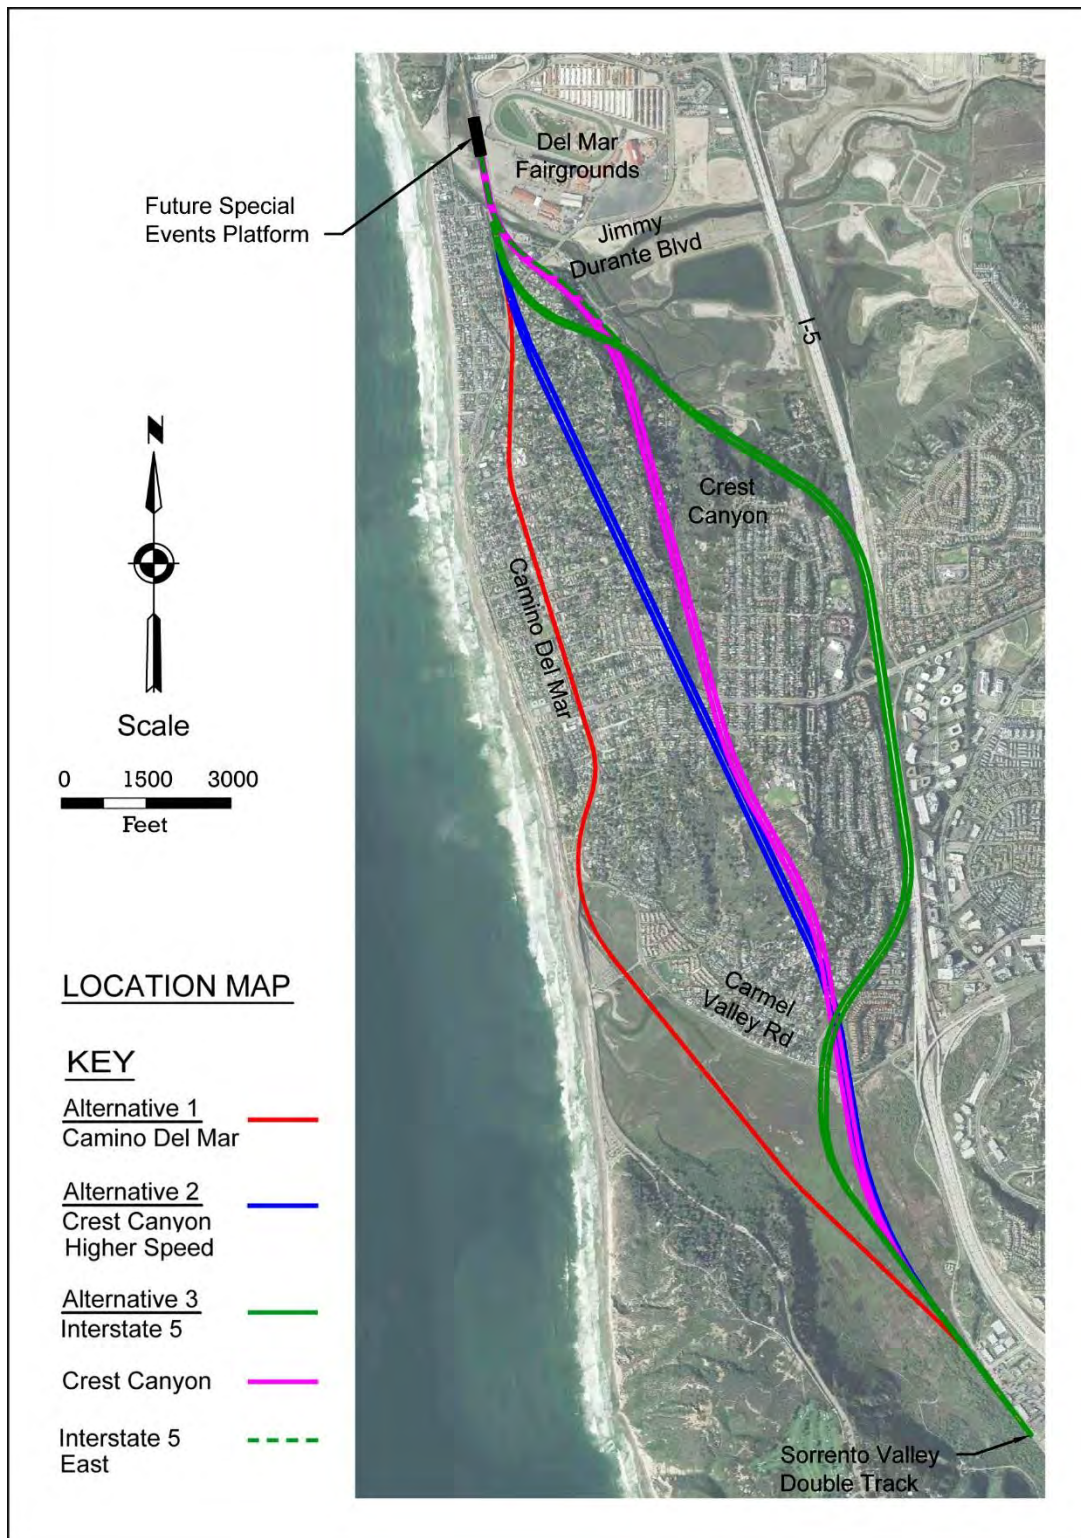 Del Mar
Fairgrounds
Future Special
Events Platform
Jimmy
Durante Blvd
I-5
N
Crest
Canyon
Camino Del Mar
Scale
0 1500 3000
Feet
Carmel
Valley Rd
LOCATION MAP
KEY
Alternative 1
Camino Del Mar
Alternative 2
Crest Canyon
Higher Speed
Alternative 3
Interstate 5
Crest Canyon
Interstate 5
East
Sorrento Valley
Double Track